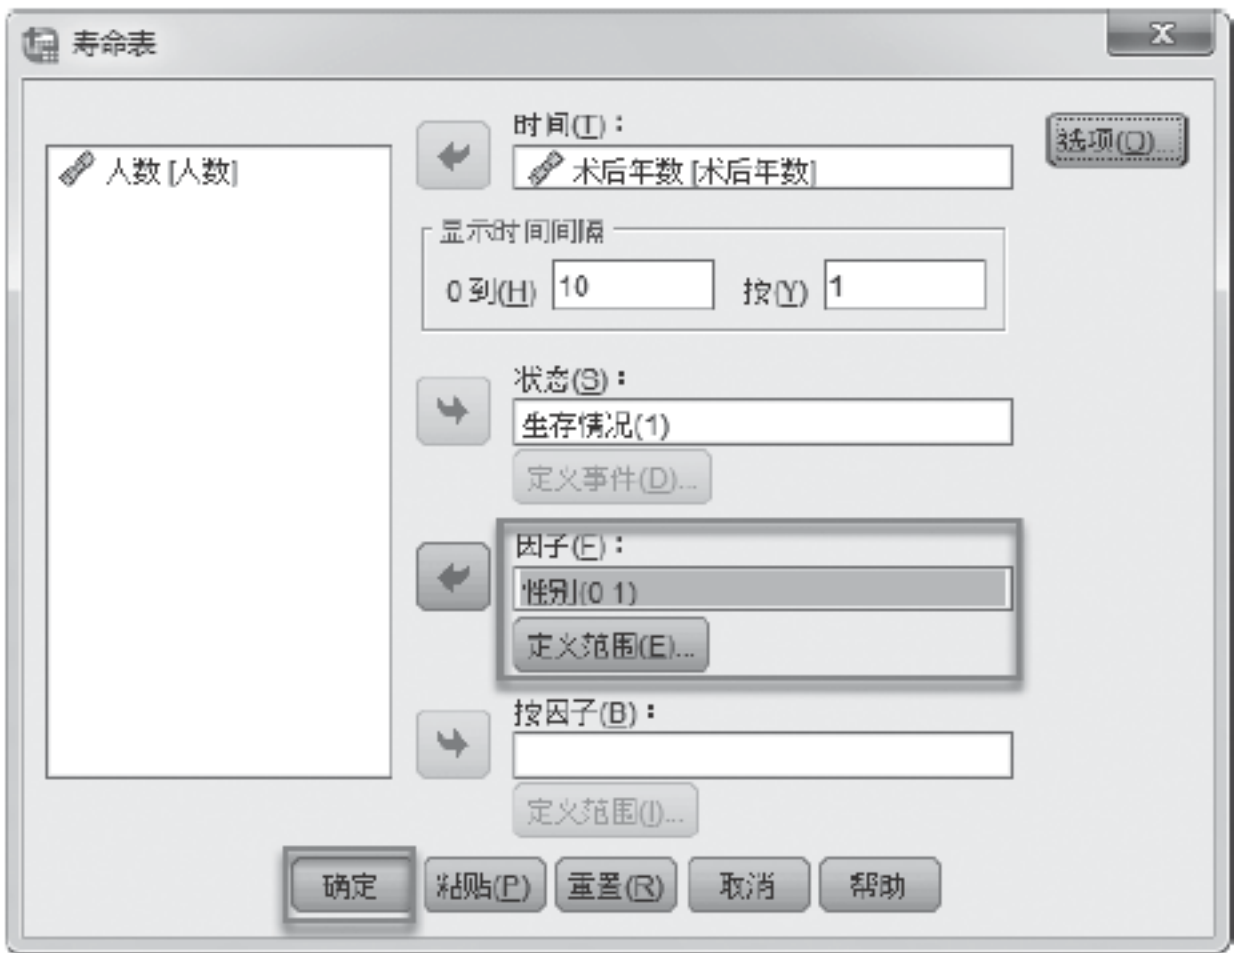 寿命表
人数 [人数]
时间(T)：
术后年数 [术后年数]
选项(O)...
显示时间间隔
0 到(H) 10 按(Y) 1
状态(S)：
生存情况(1)
定义事件(D)...
因子(F)：
性别(0 1)
定义范围(E)...
按因子(B)：
定义范围(I)...
确定 粘贴(P) 重置(R) 取消 帮助